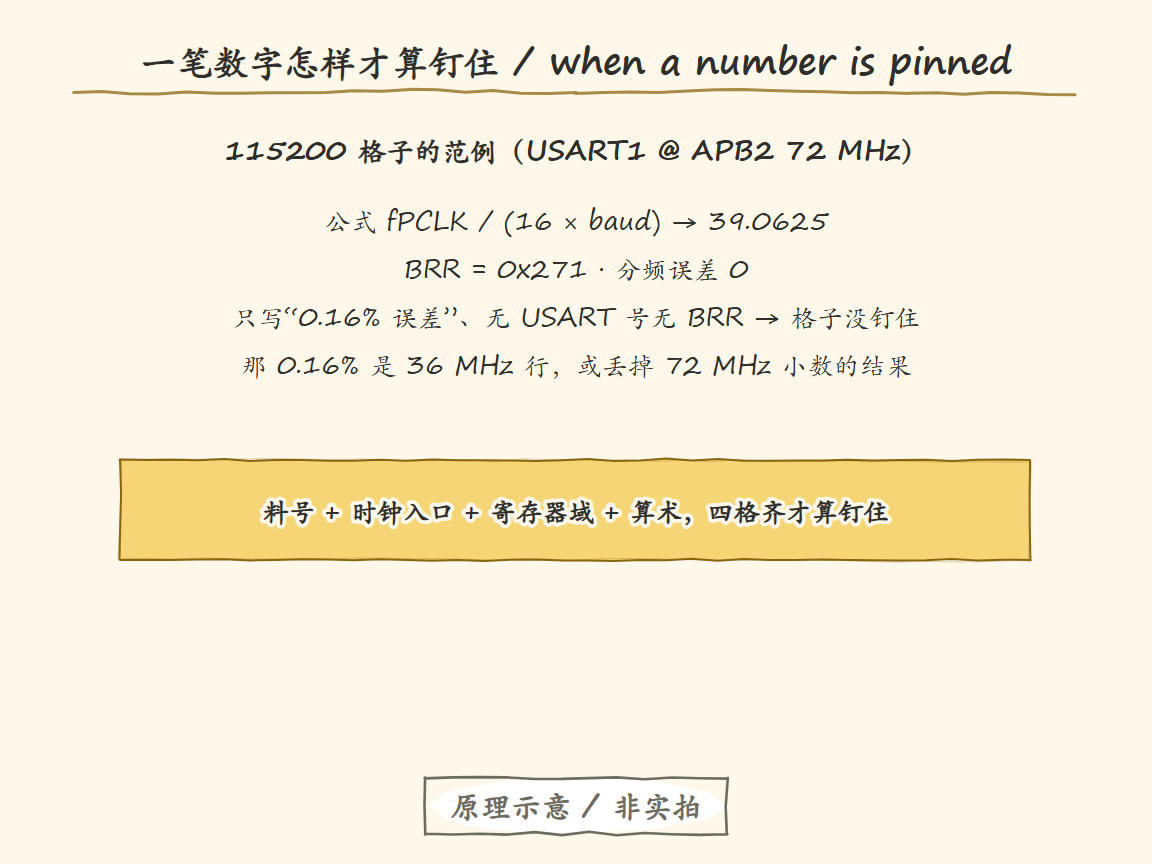 一笔数字怎样才算钉住 / when a number is pinned
115200 格子的范例（USART1 @ APB2 72 MHz）
公式 fPCLK / (16 × baud) → 39.0625
BRR = 0x271 · 分频误差 0
只写“0.16% 误差”、无 USART 号无 BRR → 格子没钉住
那 0.16% 是 36 MHz 行，或丢掉 72 MHz 小数的结果
料号 + 时钟入口 + 寄存器域 + 算术，四格齐才算钉住
原理示意 / 非实拍